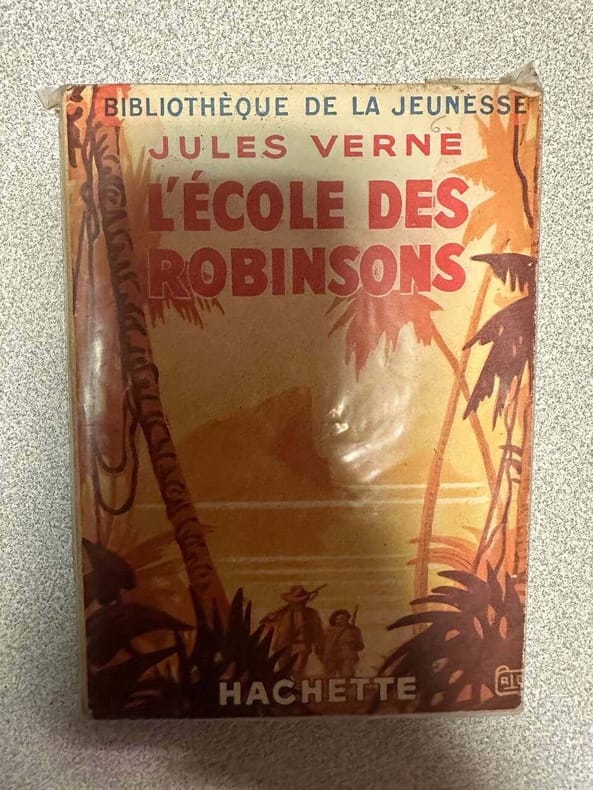 BIBLIOTHÈQUE DE LA JEUNESSE
JULES VERNE
L'ÉCOLE DES
ROBINSONS
HACHETTE